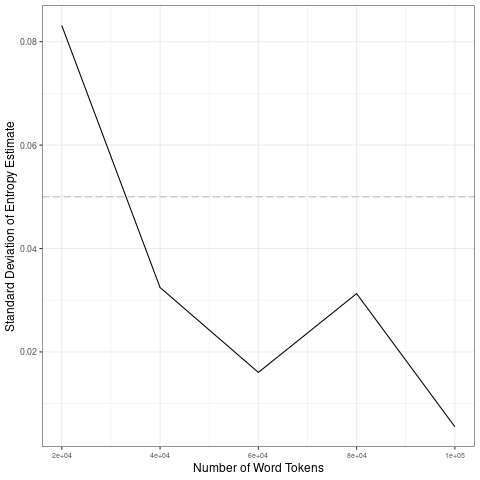 Standard Deviation of Entropy Estimate
0.08
0.06
0.04
0.02
2e+04 4e+04 6e+04 8e+04 1e+05
Number of Word Tokens